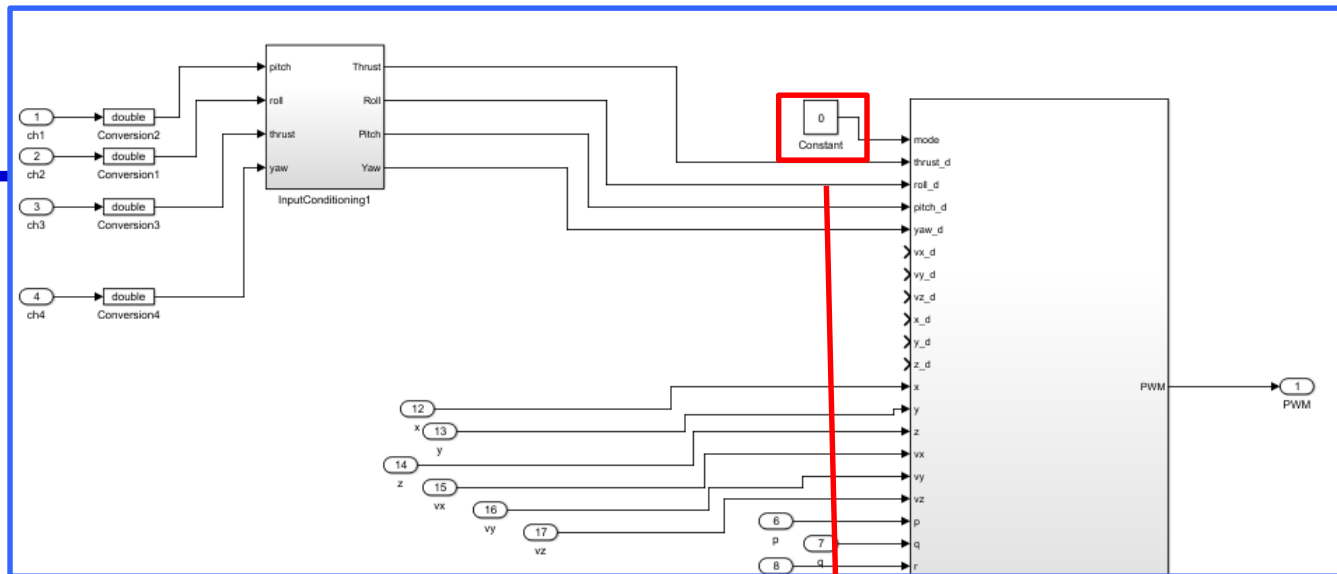 pitch
roll
thrust
yaw
Thrust
Roll
Pitch
Yaw
InputConditioning1
1
ch1
double
Conversion2
2
ch2
double
Conversion1
3
ch3
double
Conversion3
4
ch4
double
Conversion4
0
Constant
mode
thrust_d
roll_d
pitch_d
yaw_d
vx_d
vy_d
vz_d
x_d
y_d
z_d
x
y
z
vx
vy
vz
p
q
r
PWM
1
PWM
12
x
13
y
14
z
15
vx
16
vy
17
vz
6
p
7
q
8